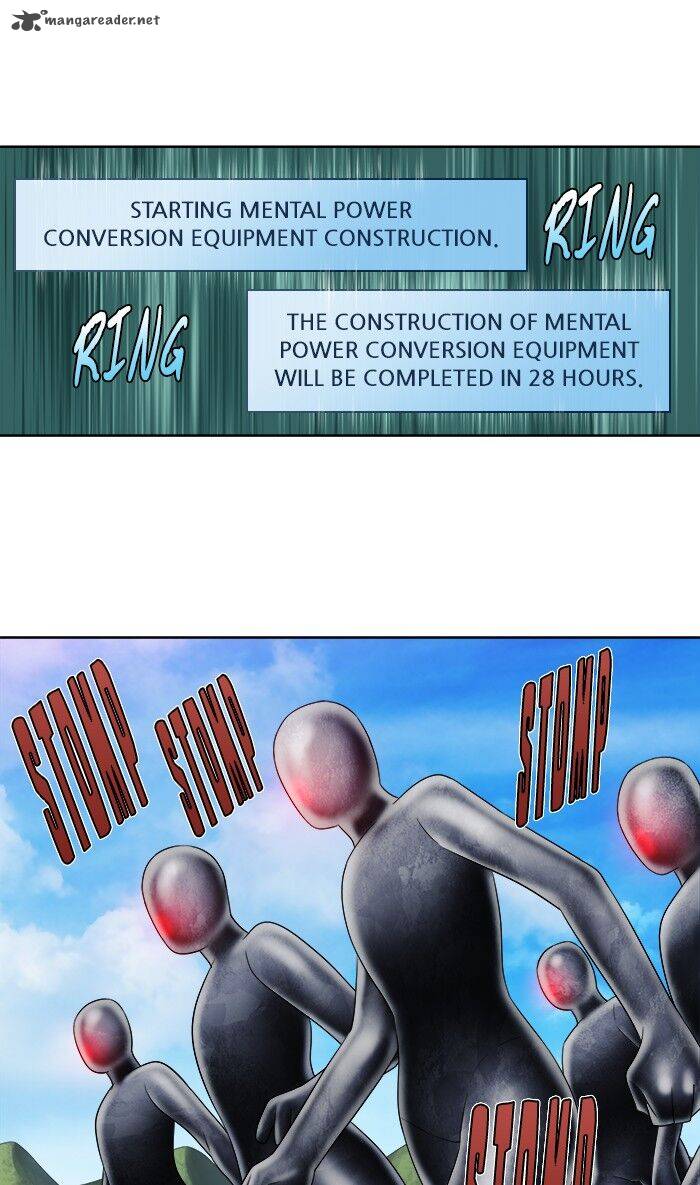 mangareader.net
STARTING MENTAL POWER
CONVERSION EQUIPMENT CONSTRUCTION.
RING
RING
THE CONSTRUCTION OF MENTAL
POWER CONVERSION EQUIPMENT
WILL BE COMPLETED IN 28 HOURS.
STOMP
STOMP
STOMP
STOMP